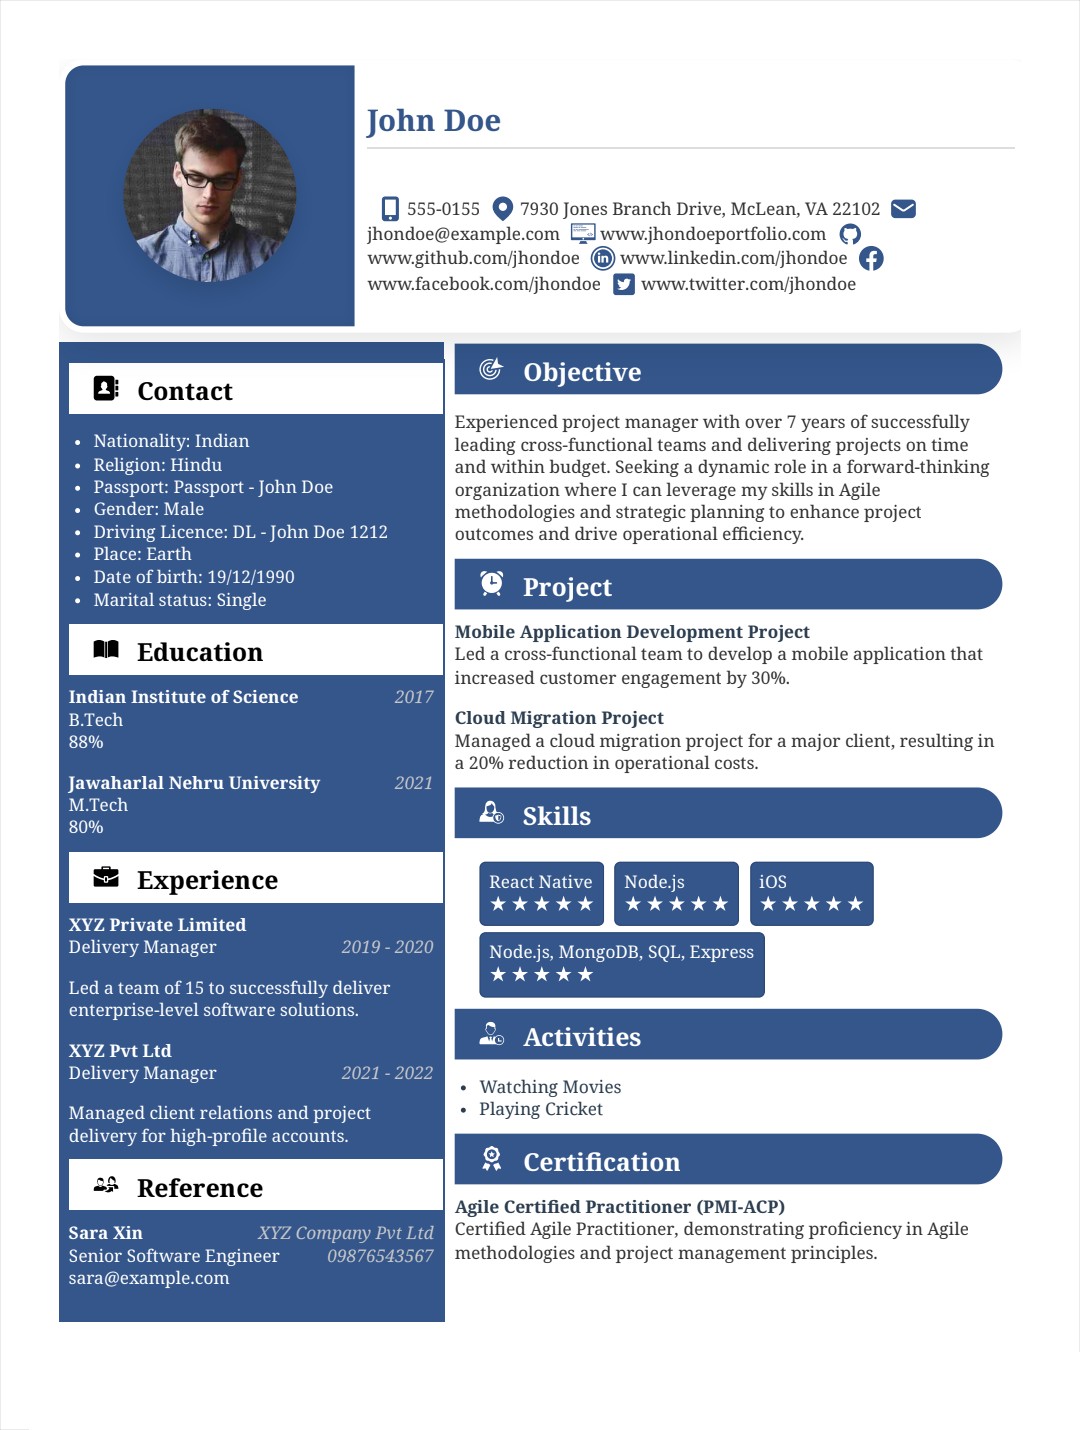 John Doe
555-0155 7930 Jones Branch Drive, McLean, VA 22102
jhondoe@example.com www.jhondoeportfolio.com
www.github.com/jhondoe www.linkedin.com/jhondoe
www.facebook.com/jhondoe www.twitter.com/jhondoe
Contact
• Nationality: Indian
• Religion: Hindu
• Passport: Passport - John Doe
• Gender: Male
• Driving Licence: DL - John Doe 1212
• Place: Earth
• Date of birth: 19/12/1990
• Marital status: Single
Education
Indian Institute of Science 2017
B.Tech
88%
Jawaharlal Nehru University 2021
M.Tech
80%
Experience
XYZ Private Limited
Delivery Manager 2019 - 2020
Led a team of 15 to successfully deliver
enterprise-level software solutions.
XYZ Pvt Ltd
Delivery Manager 2021 - 2022
Managed client relations and project
delivery for high-profile accounts.
Reference
Sara Xin XYZ Company Pvt Ltd
Senior Software Engineer 09876543567
sara@example.com
Objective
Experienced project manager with over 7 years of successfully
leading cross-functional teams and delivering projects on time
and within budget. Seeking a dynamic role in a forward-thinking
organization where I can leverage my skills in Agile
methodologies and strategic planning to enhance project
outcomes and drive operational efficiency.
Project
Mobile Application Development Project
Led a cross-functional team to develop a mobile application that
increased customer engagement by 30%.
Cloud Migration Project
Managed a cloud migration project for a major client, resulting in
a 20% reduction in operational costs.
Skills
React Native Node.js iOS
★★★★★ ★★★★★ ★★★★★
Node.js, MongoDB, SQL, Express
★★★★★
Activities
• Watching Movies
• Playing Cricket
Certification
Agile Certified Practitioner (PMI-ACP)
Certified Agile Practitioner, demonstrating proficiency in Agile
methodologies and project management principles.